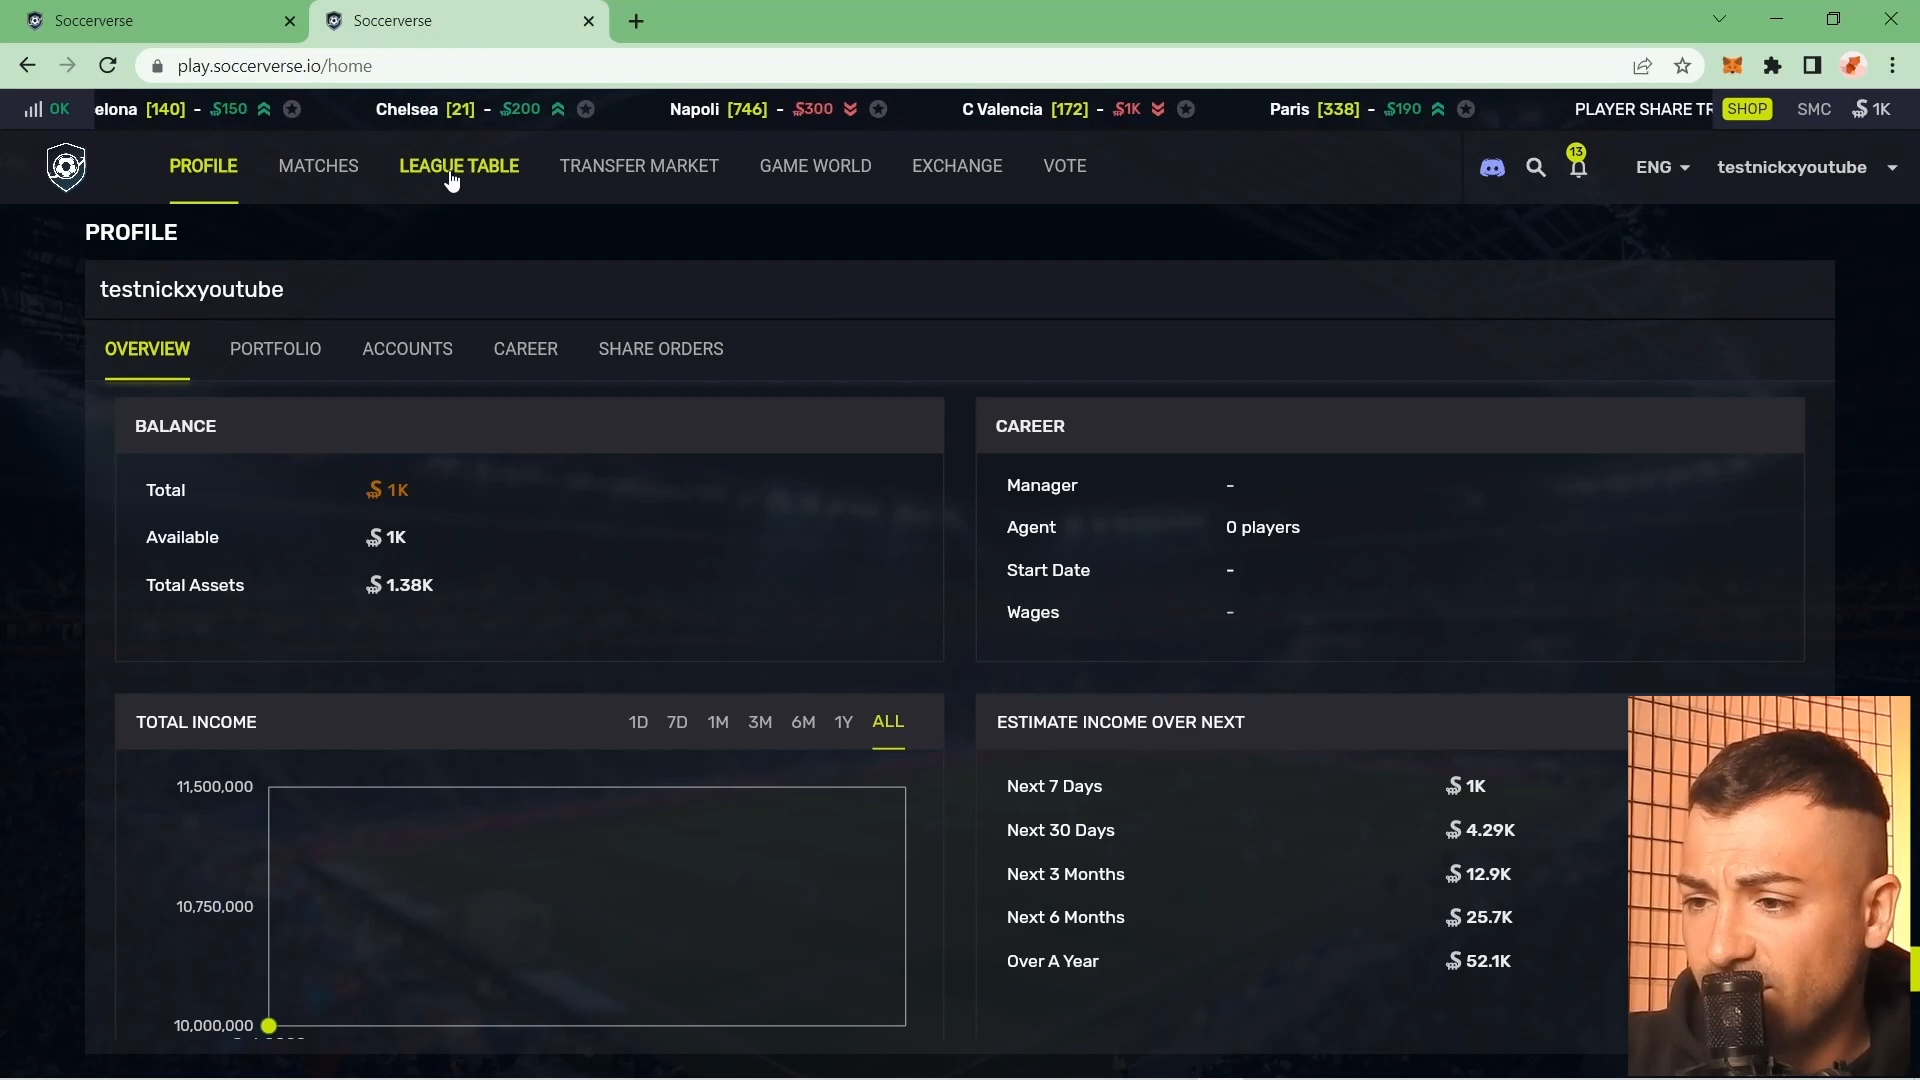 Soccerverse
Soccerverse
play.soccerverse.io/home
OK
elona [140] - $150
Chelsea [21] - $200
Napoli [746] - $300
C Valencia [172] - $1K
Paris [338] - $190
PLAYER SHARE TR
SHOP
SMC
$ 1K
PROFILE
MATCHES
LEAGUE TABLE
TRANSFER MARKET
GAME WORLD
EXCHANGE
VOTE
13
ENG
testnickxyoutube
PROFILE
testnickxyoutube
OVERVIEW
PORTFOLIO
ACCOUNTS
CAREER
SHARE ORDERS
BALANCE
Total $ 1K
Available $ 1K
Total Assets $ 1.38K
CAREER
Manager -
Agent 0 players
Start Date -
Wages -
TOTAL INCOME
1D 7D 1M 3M 6M 1Y ALL
11,500,000
10,750,000
10,000,000
ESTIMATE INCOME OVER NEXT
Next 7 Days $ 1K
Next 30 Days $ 4.29K
Next 3 Months $ 12.9K
Next 6 Months $ 25.7K
Over A Year $ 52.1K